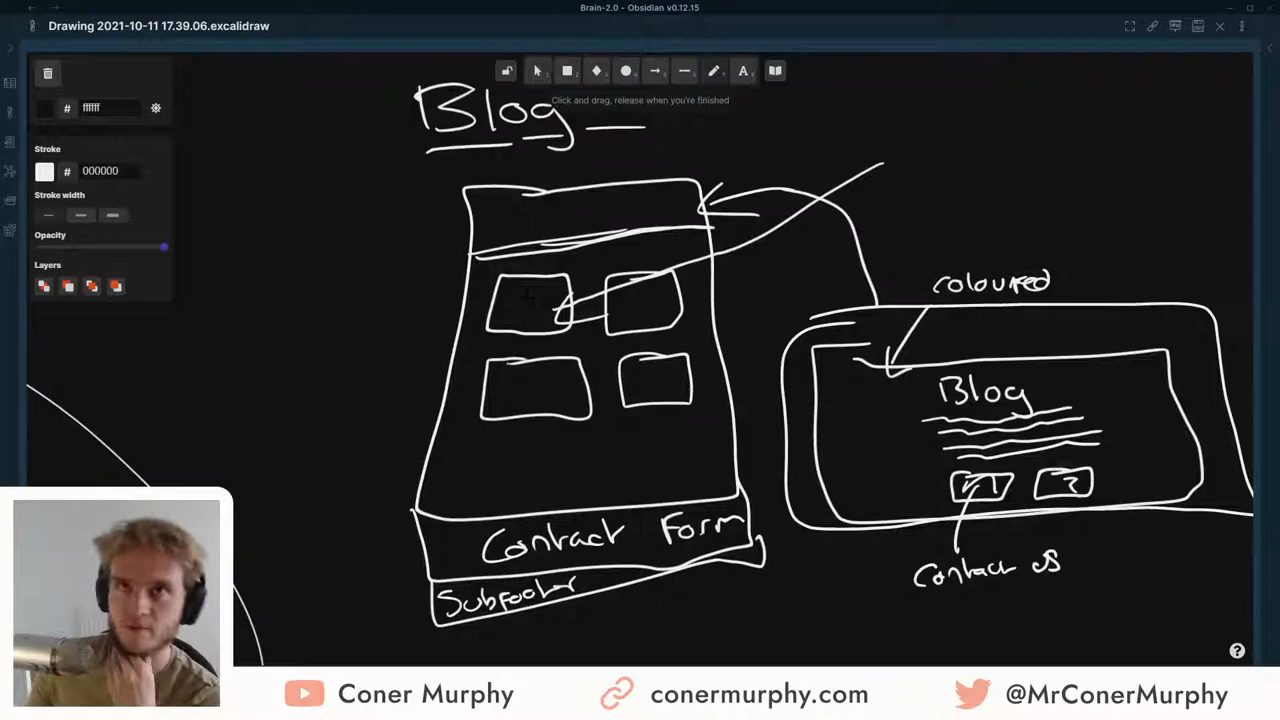 Brain-2.0 - Obsidian v0.12.15
Drawing 2021-10-11 17.39.06.excalidraw
Click and drag, release when you're finished
# ffffff
Stroke
# 000000
Stroke width
Opacity
Layers
Blog
coloured
Blog
Contact Form
Contact us
Subfooter
Coner Murphy
conermurphy.com
@MrConerMurphy